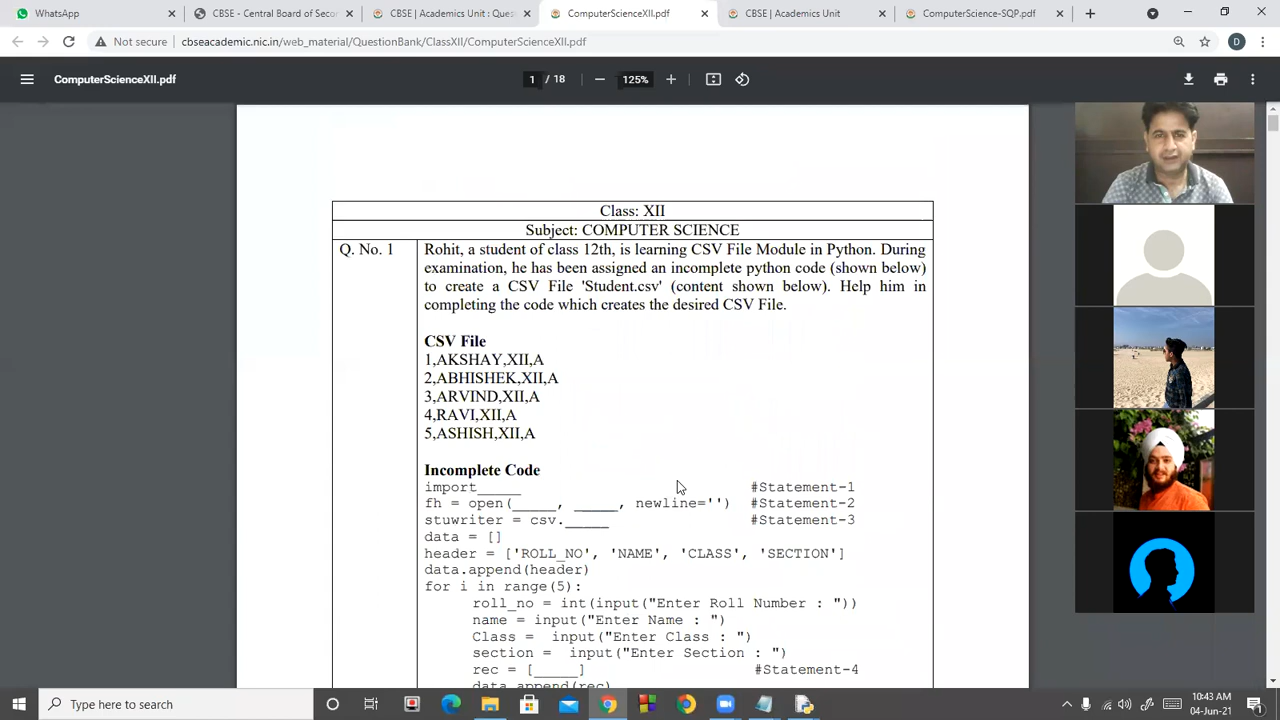 WhatsApp
CBSE - Central Board of Secon
CBSE | Academics Unit : Quest
ComputerScienceXII.pdf
CBSE | Academics Unit
ComputerScience-SQP.pdf
Not secure
cbseacademic.nic.in/web_material/QuestionBank/ClassXII/ComputerScienceXII.pdf
D
ComputerScienceXII.pdf
1 / 18
125%
Class: XII
Subject: COMPUTER SCIENCE
Q. No. 1
Rohit, a student of class 12th, is learning CSV File Module in Python. During
examination, he has been assigned an incomplete python code (shown below)
to create a CSV File 'Student.csv' (content shown below). Help him in
completing the code which creates the desired CSV File.
CSV File
1,AKSHAY,XII,A
2,ABHISHEK,XII,A
3,ARVIND,XII,A
4,RAVI,XII,A
5,ASHISH,XII,A
Incomplete Code
import_____ #Statement-1
fh = open(_____, _____, newline='') #Statement-2
stuwriter = csv._____ #Statement-3
data = []
header = ['ROLL_NO', 'NAME', 'CLASS', 'SECTION']
data.append(header)
for i in range(5):
roll_no = int(input("Enter Roll Number : "))
name = input("Enter Name : ")
Class = input("Enter Class : ")
section = input("Enter Section : ")
rec = [_____] #Statement-4
data.append(rec)
Type here to search
10:43 AM
04-Jun-21